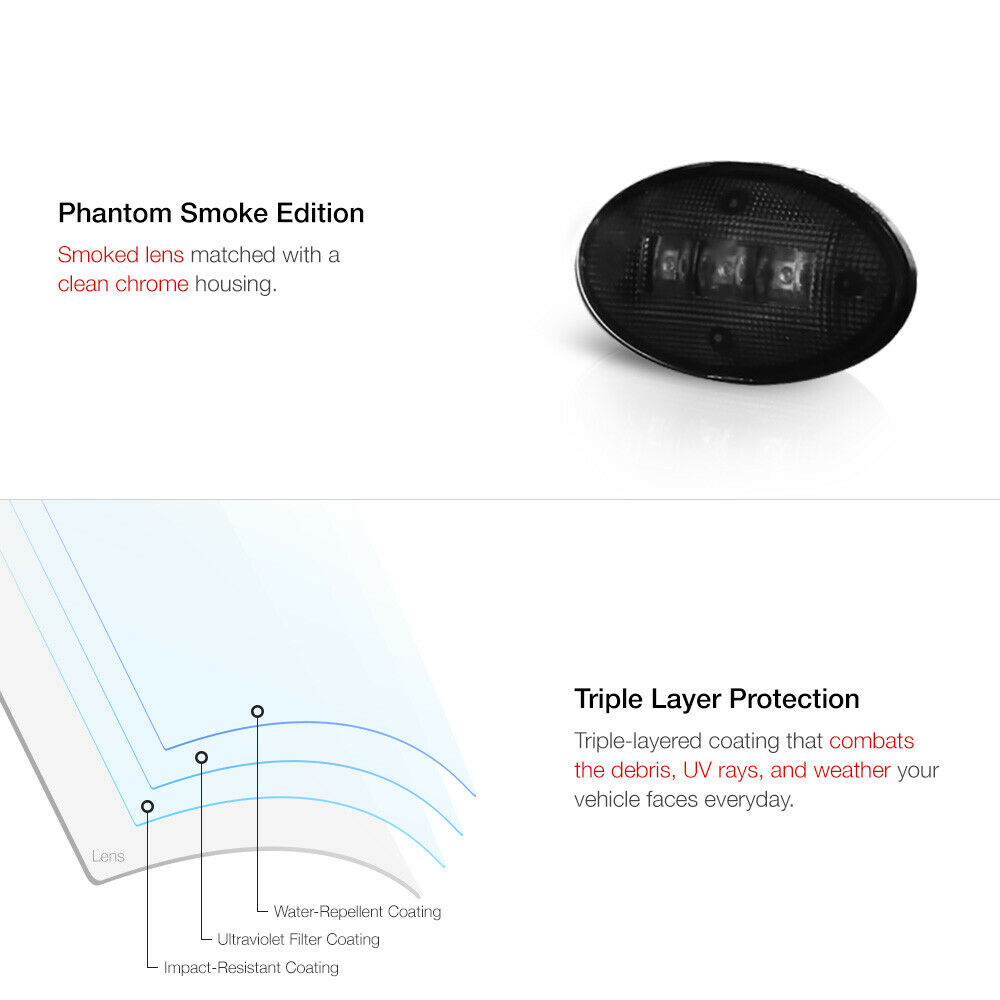 Phantom Smoke Edition
Smoked lens matched with a
clean chrome housing.
Triple Layer Protection
Triple-layered coating that combats
the debris, UV rays, and weather your
vehicle faces everyday.
Lens
Water-Repellent Coating
Ultraviolet Filter Coating
Impact-Resistant Coating